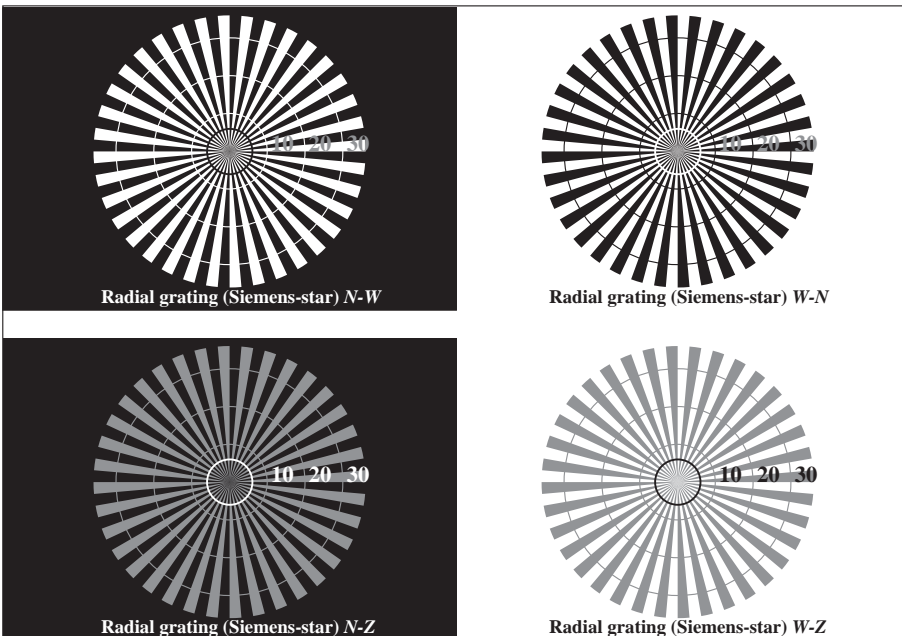 10 20 30
Radial grating (Siemens-star) N-W
10 20 30
Radial grating (Siemens-star) W-N
10 20 30
Radial grating (Siemens-star) N-Z
10 20 30
Radial grating (Siemens-star) W-Z